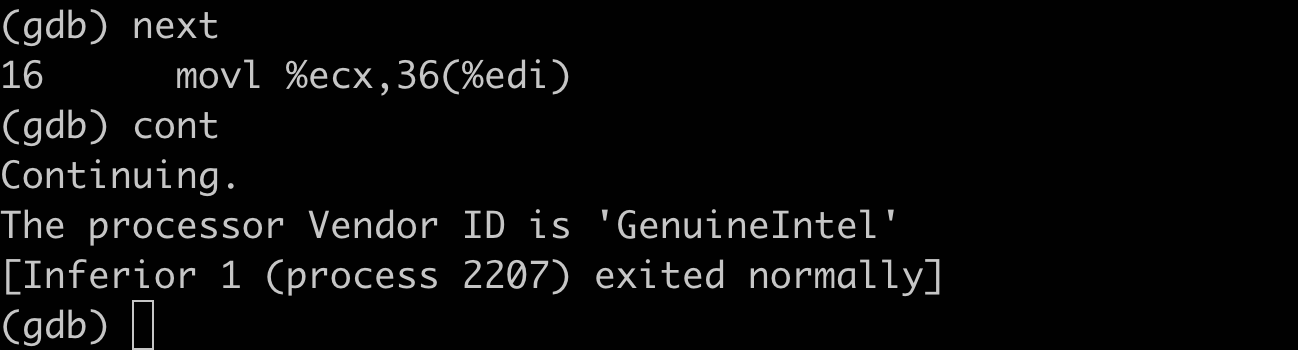 (gdb) next
16      movl %ecx,36(%edi)
(gdb) cont
Continuing.
The processor Vendor ID is 'GenuineIntel'
[Inferior 1 (process 2207) exited normally]
(gdb)